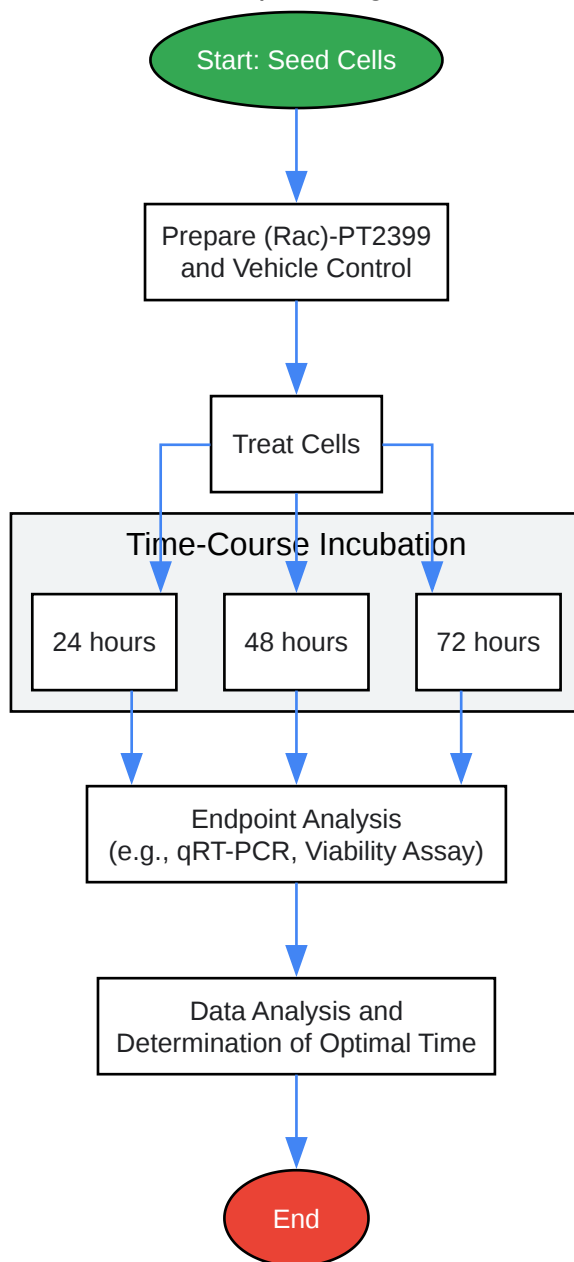 Start: Seed Cells
Prepare (Rac)-PT2399
and Vehicle Control
Treat Cells
Time-Course Incubation
24 hours
48 hours
72 hours
Endpoint Analysis
(e.g., qRT-PCR, Viability Assay)
Data Analysis and
Determination of Optimal Time
End